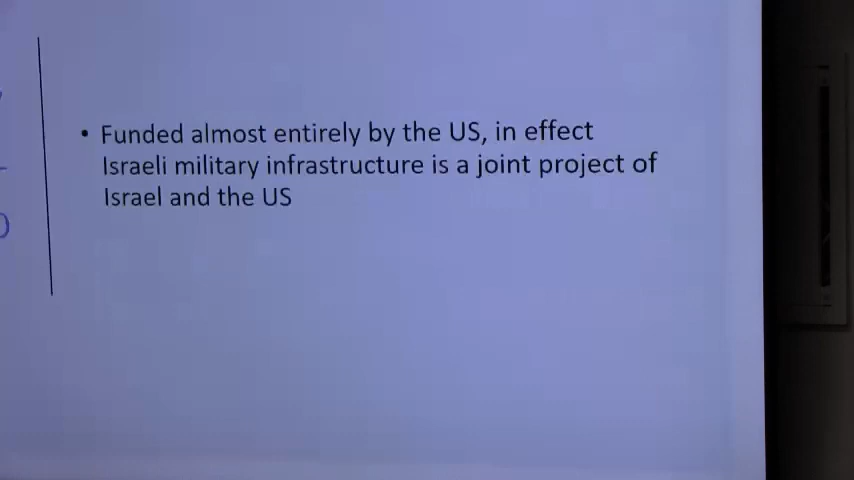 • Funded almost entirely by the US, in effect
Israeli military infrastructure is a joint project of
Israel and the US